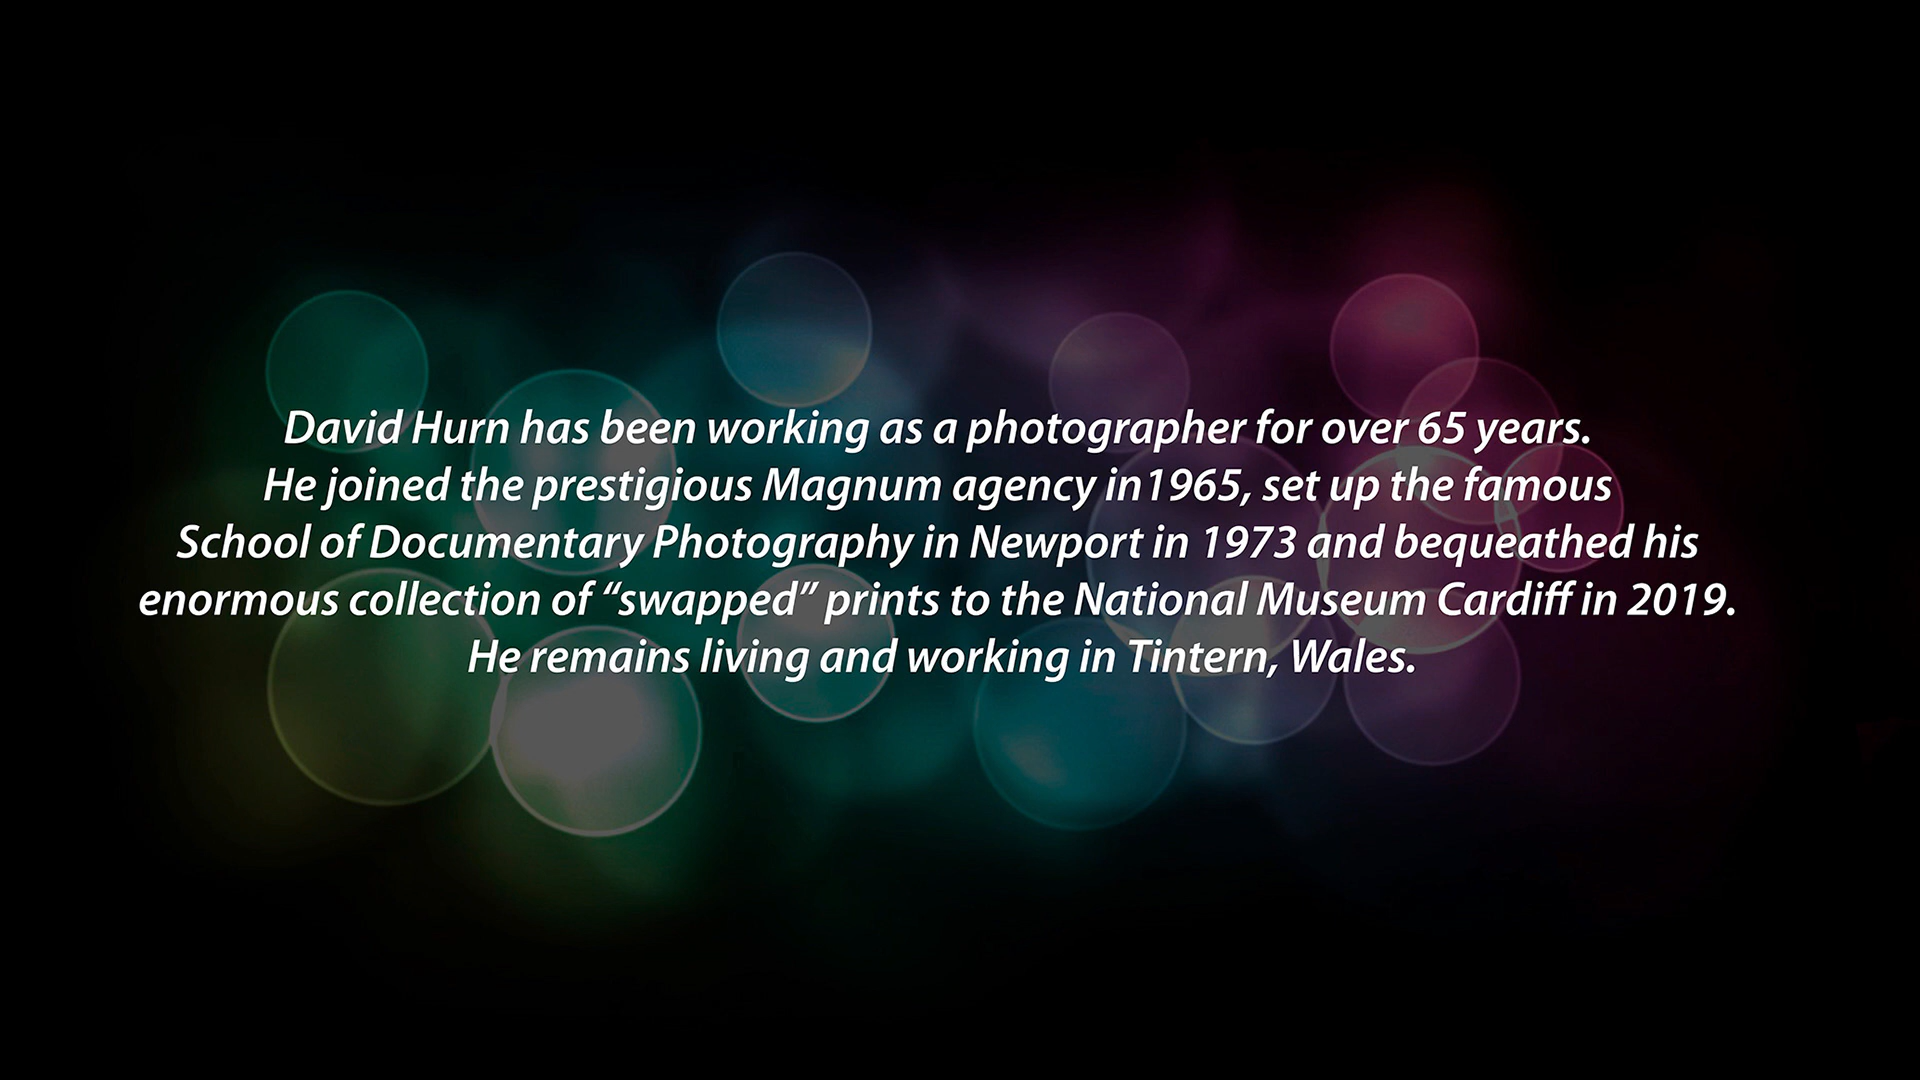 David Hurn has been working as a photographer for over 65 years.
He joined the prestigious Magnum agency in1965, set up the famous
School of Documentary Photography in Newport in 1973 and bequeathed his
enormous collection of “swapped” prints to the National Museum Cardiff in 2019.
He remains living and working in Tintern, Wales.